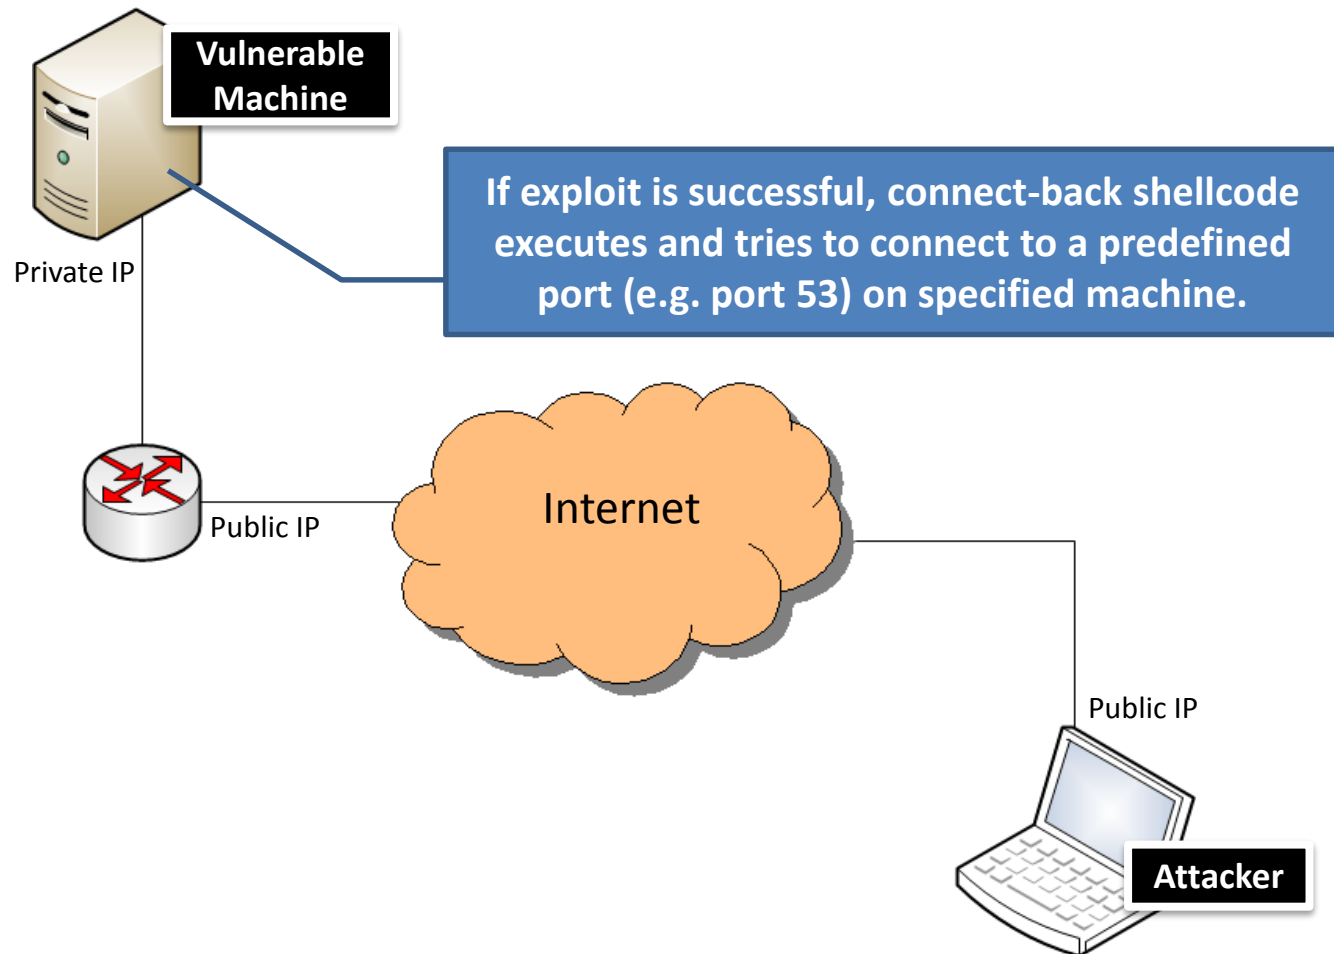 Vulnerable
Machine
If exploit is successful, connect-back shellcode
executes and tries to connect to a predefined
port (e.g. port 53) on specified machine.
Private IP
Internet
Public IP
Public IP
Attacker